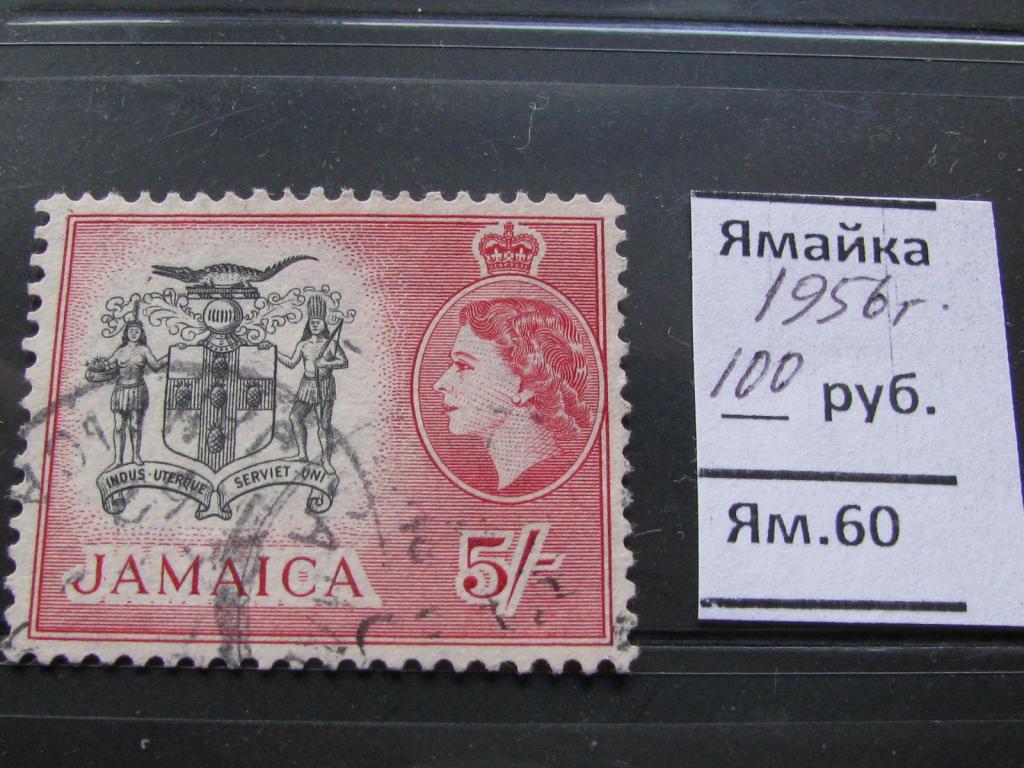 INDUS · UTERQUE SERVIET · UNI
JAMAICA
5/-
Ямайка
1956г.
100 руб.
Ям.60